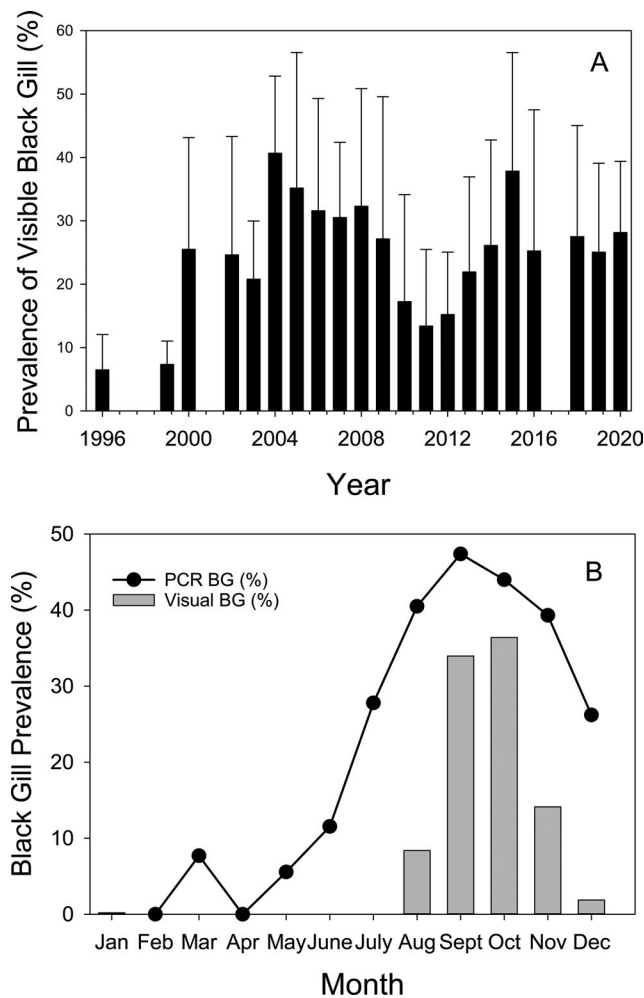 Prevalence of Visible Black Gill (%)
60
50
40
30
20
10
0
A
1996 2000 2004 2008 2012 2016 2020
Year
Black Gill Prevalence (%)
50
40
30
20
10
0
PCR BG (%)
Visual BG (%)
B
Jan Feb Mar Apr May June July Aug Sept Oct Nov Dec
Month